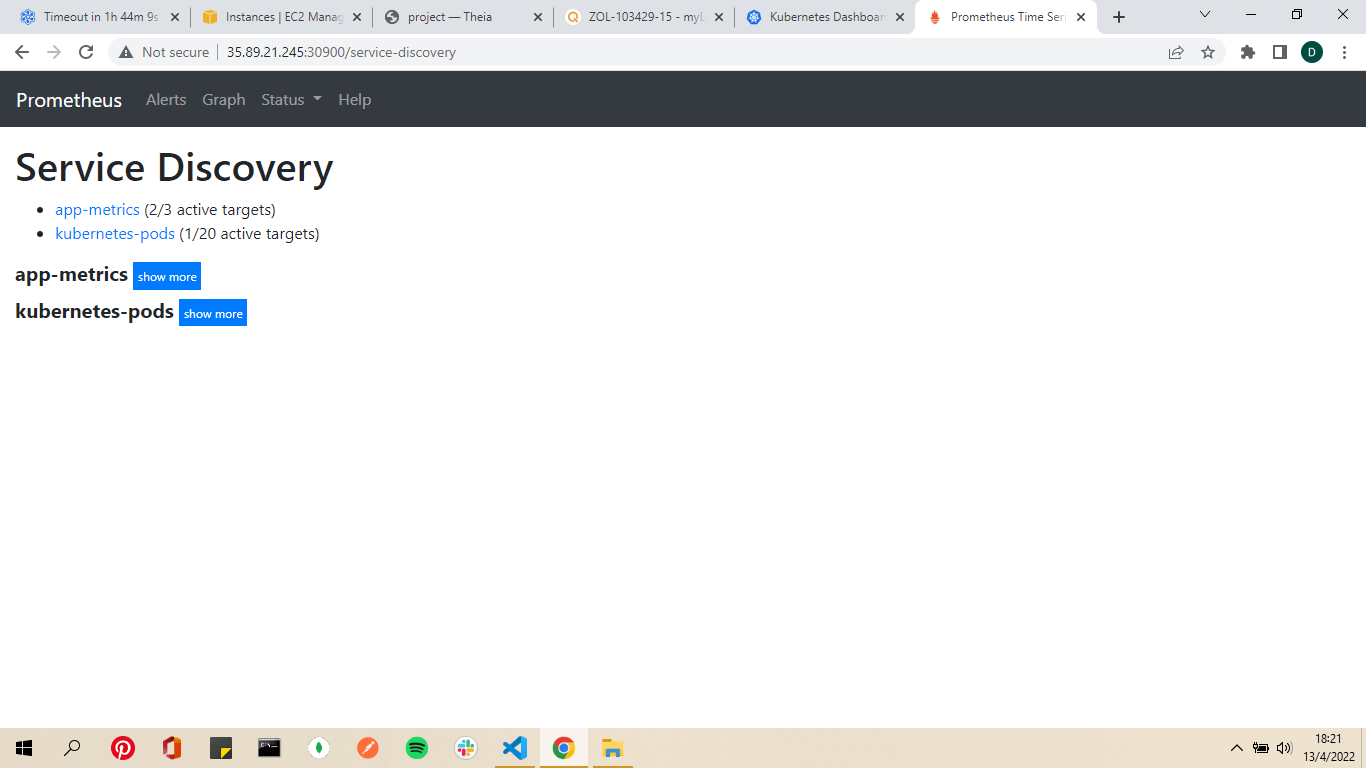 Timeout in 1h 44m 9s
Instances | EC2 Manag
project — Theia
ZOL-103429-15 - myL
Kubernetes Dashboar
Prometheus Time Seri
Not secure
35.89.21.245:30900/service-discovery
D
Prometheus Alerts Graph Status Help
Service Discovery
app-metrics (2/3 active targets)
kubernetes-pods (1/20 active targets)
app-metrics show more
kubernetes-pods show more
18:21
13/4/2022